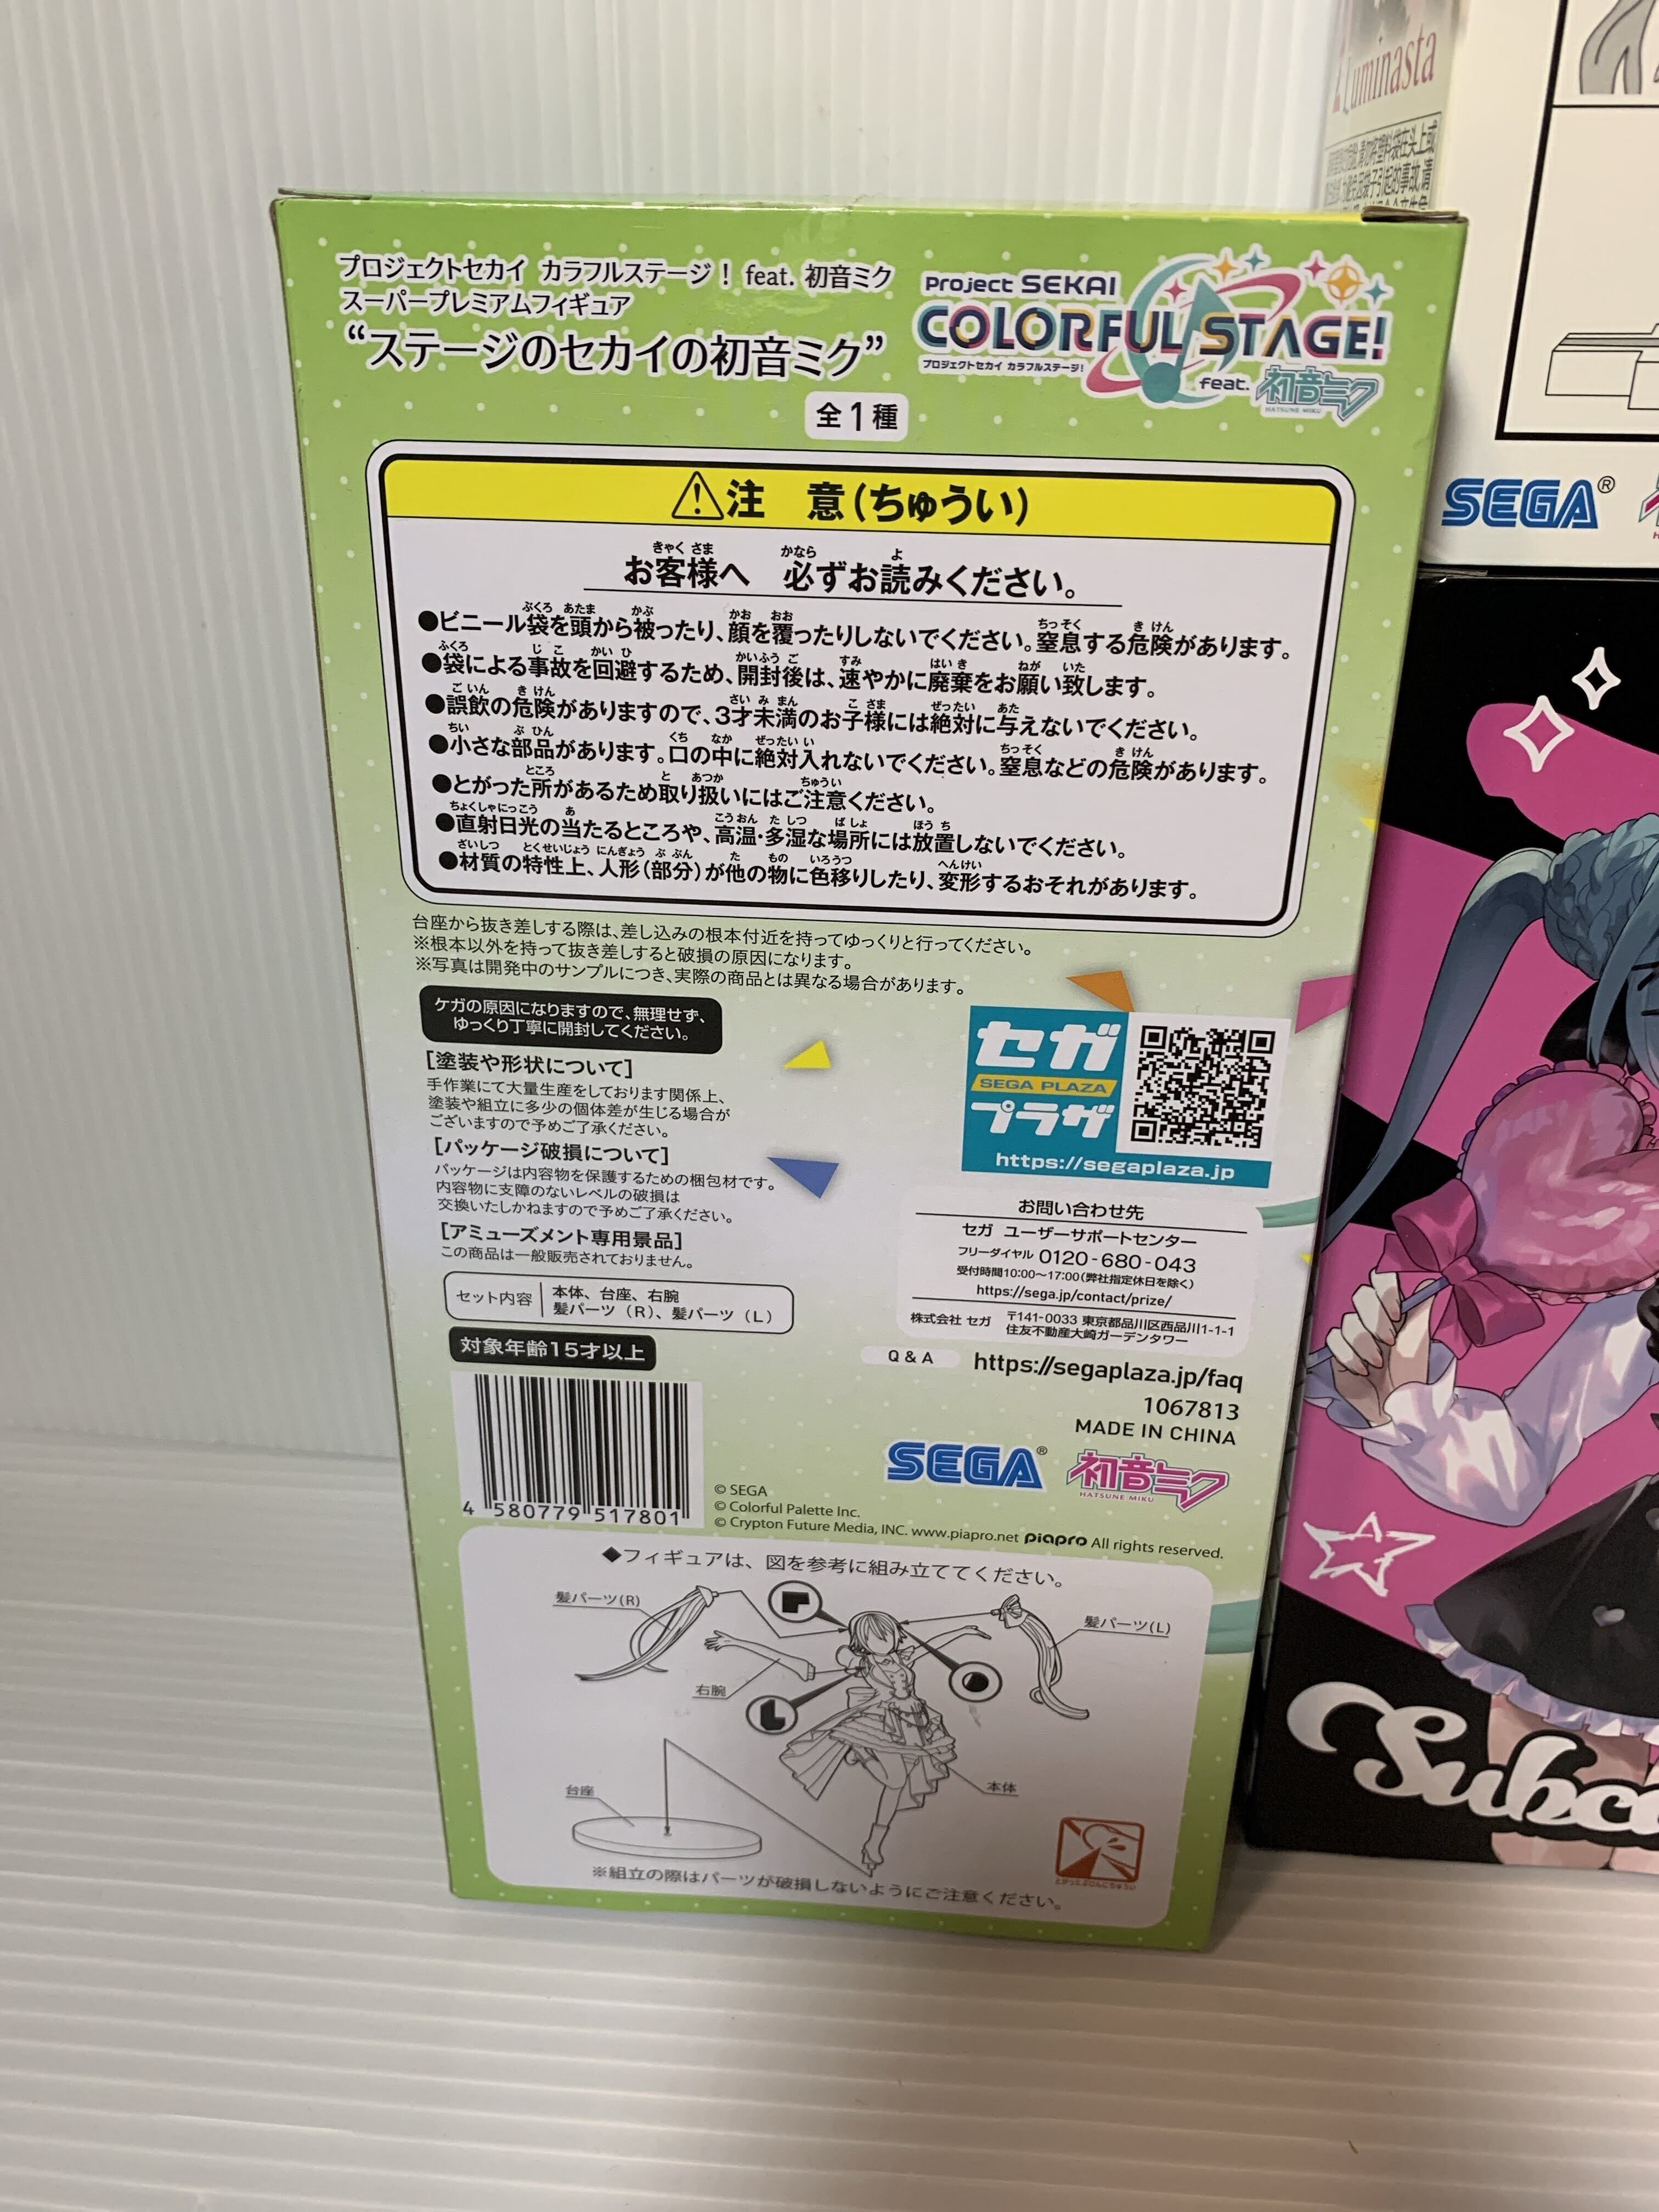 プロジェクトセカイ カラフルステージ！ feat. 初音ミク
スーパープレミアムフィギュア
“ステージのセカイの初音ミク”
全1種
Project SEKAI
COLORFUL STAGE!
プロジェクトセカイ カラフルステージ!
feat. 初音ミク
HATSUNE MIKU
注 意(ちゅうい)
お客様へ 必ずお読みください。
●ビニール袋を頭から被ったり、顔を覆ったりしないでください。窒息する危険があります。
●袋による事故を回避するため、開封後は、速やかに廃棄をお願い致します。
●誤飲の危険がありますので、3才未満のお子様には絶対に与えないでください。
●小さな部品があります。口の中に絶対入れないでください。窒息などの危険があります。
●とがった所があるため取り扱いにはご注意ください。
●直射日光の当たるところや、高温・多湿な場所には放置しないでください。
●材質の特性上、人形(部分)が他の物に色移りしたり、変形するおそれがあります。
台座から抜き差しする際は、差し込みの根本付近を持ってゆっくりと行ってください。
※根本以外を持って抜き差しすると破損の原因になります。
※写真は開発中のサンプルにつき、実際の商品とは異なる場合があります。
ケガの原因になりますので、無理せず、
ゆっくり丁寧に開封してください。
[塗装や形状について]
手作業にて大量生産をしております関係上、
塗装や組立に多少の個体差が生じる場合が
ございますので予めご了承ください。
[パッケージ破損について]
パッケージは内容物を保護するための梱包材です。
内容物に支障のないレベルの破損は
交換いたしかねますので予めご了承ください。
[アミューズメント専用景品]
この商品は一般販売されておりません。
セット内容
本体、台座、右腕
髪パーツ（R）、髪パーツ（L）
対象年齢15才以上
4 580779 517801
セガ
SEGA PLAZA
プラザ
https://segaplaza.jp
お問い合わせ先
セガ ユーザーサポートセンター
フリーダイヤル 0120-680-043
受付時間10:00～17:00(弊社指定休日を除く)
https://sega.jp/contact/prize/
株式会社 セガ 〒141-0033 東京都品川区西品川1-1-1
住友不動産大崎ガーデンタワー
Q & A https://segaplaza.jp/faq
1067813
MADE IN CHINA
SEGA®
初音ミク
HATSUNE MIKU
© SEGA
© Colorful Palette Inc.
© Crypton Future Media, INC. www.piapro.net piapro All rights reserved.
◆フィギュアは、図を参考に組み立ててください。
髪パーツ(R)
髪パーツ(L)
右腕
本体
台座
※組立の際はパーツが破損しないようにご注意ください。
Luminasta
SEGA®